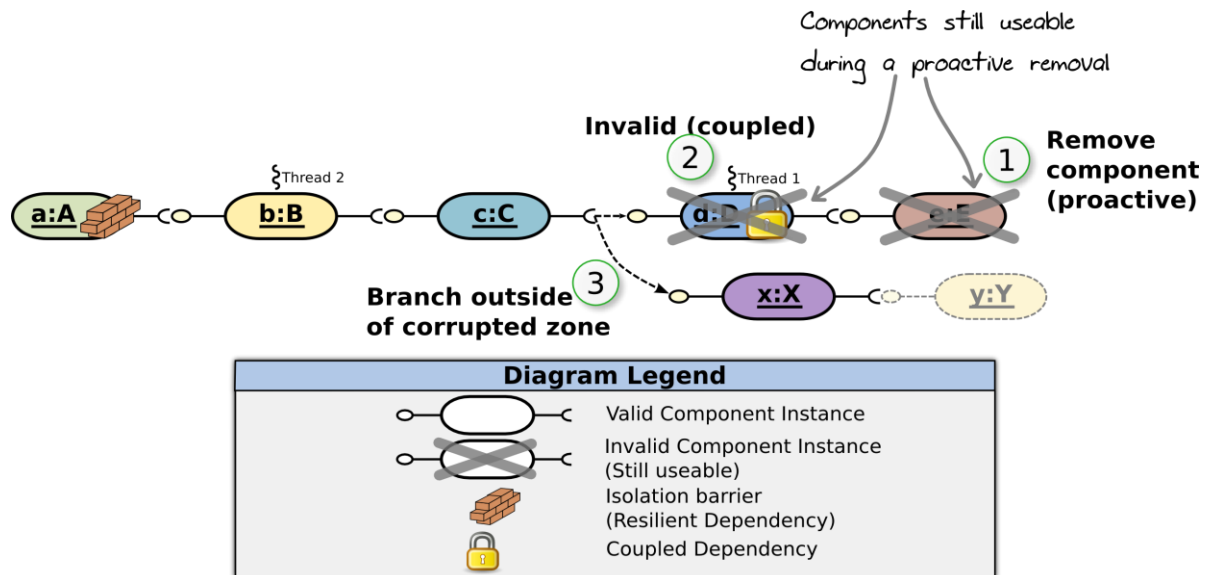 Components still useable
during a proactive removal
Invalid (coupled)
2
1
Remove
component
(proactive)
Thread 2
Thread 1
a:A
b:B
c:C
d:D
e:E
3
Branch outside
of corrupted zone
x:X
y:Y
Diagram Legend
Valid Component Instance
Invalid Component Instance
(Still useable)
Isolation barrier
(Resilient Dependency)
Coupled Dependency